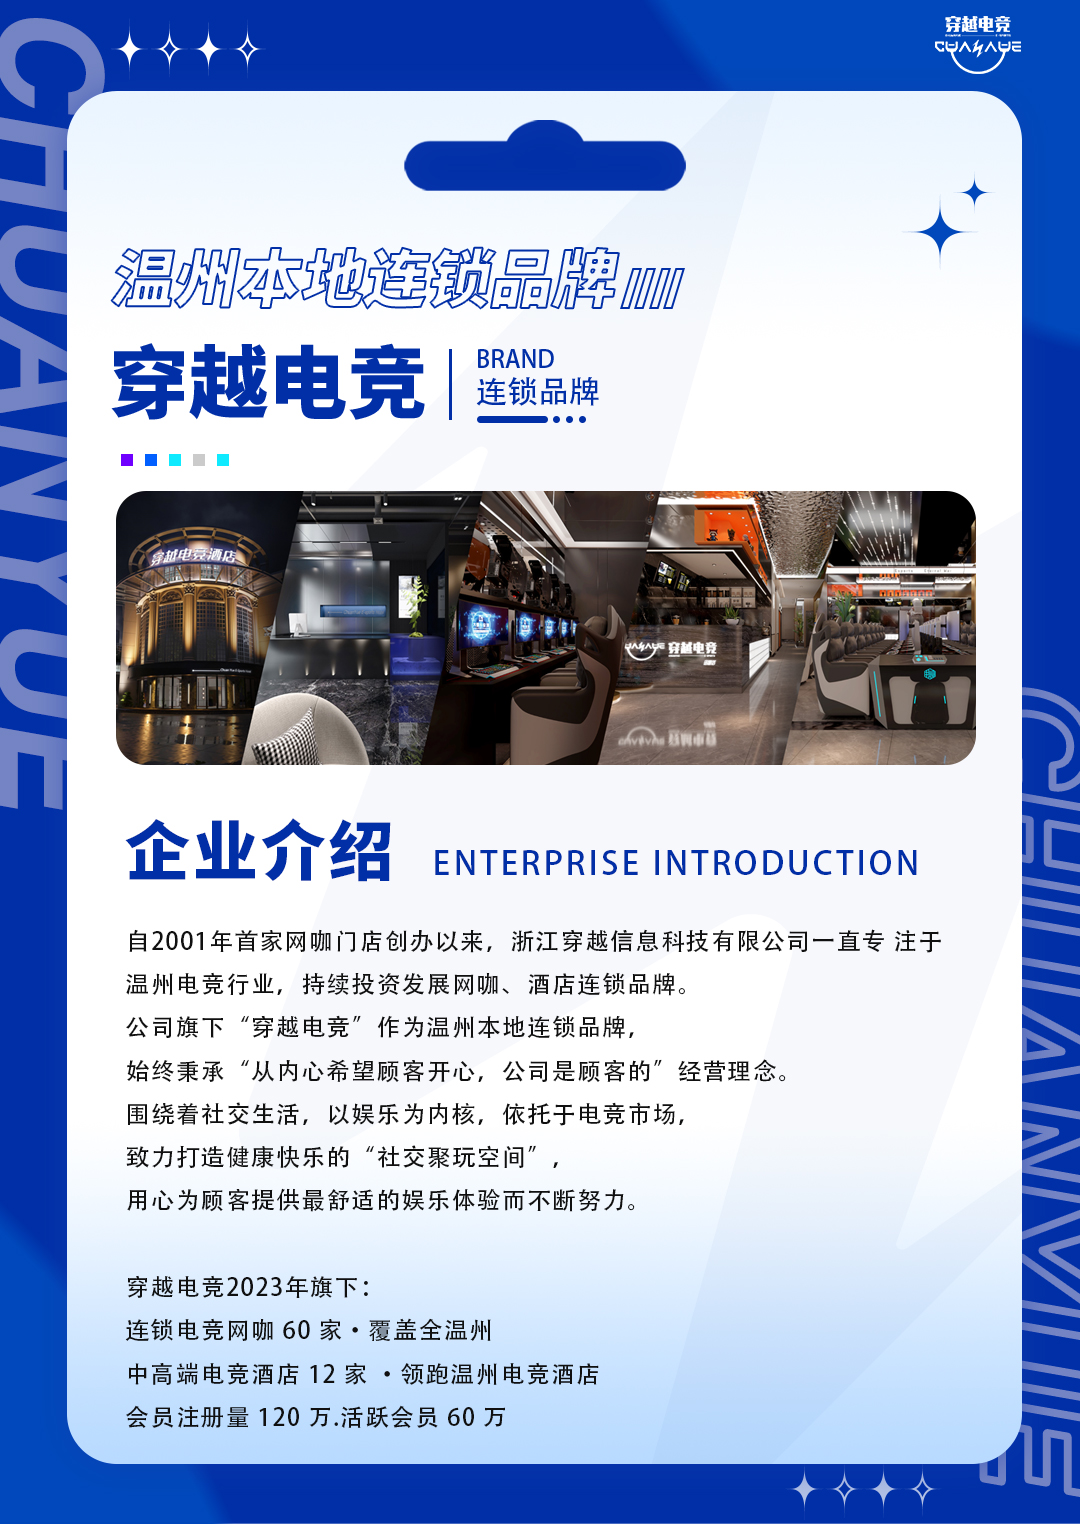 穿越电竞
CUANAUE
CHUANYUE
温州本地连锁品牌
穿越电竞
BRAND
连锁品牌
穿越电竞酒店
穿越电竞
企业介绍 ENTERPRISE INTRODUCTION
自2001年首家网咖门店创办以来，浙江穿越信息科技有限公司一直专 注于
温州电竞行业，持续投资发展网咖、酒店连锁品牌。
公司旗下“穿越电竞”作为温州本地连锁品牌，
始终秉承“从内心希望顾客开心，公司是顾客的”经营理念。
围绕着社交生活，以娱乐为内核，依托于电竞市场，
致力打造健康快乐的“社交聚玩空间”，
用心为顾客提供最舒适的娱乐体验而不断努力。
穿越电竞2023年旗下：
连锁电竞网咖 60 家·覆盖全温州
中高端电竞酒店 12 家 ·领跑温州电竞酒店
会员注册量 120 万.活跃会员 60 万
CHUANYUE